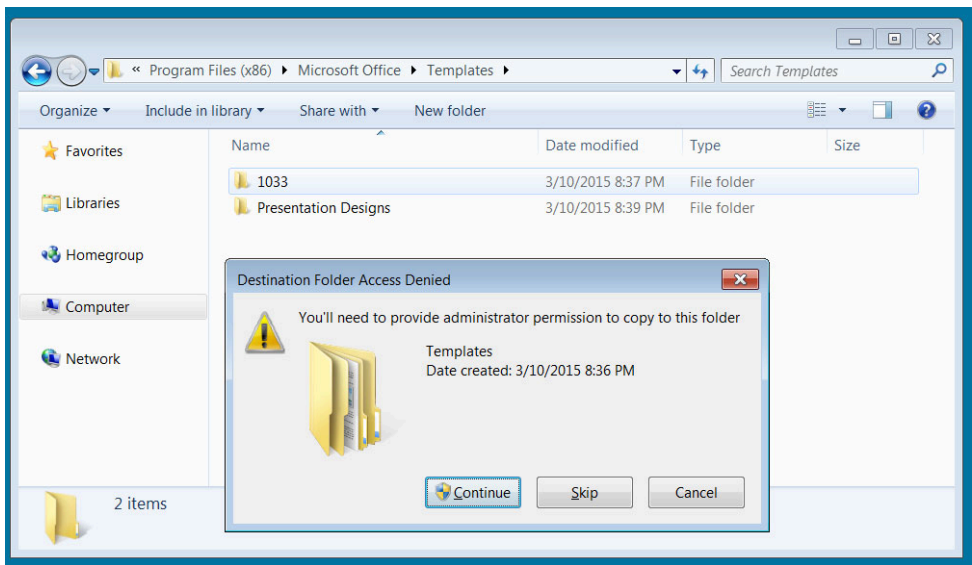 « Program Files (x86) Microsoft Office Templates Search Templates
Organize Include in library Share with New folder
Favorites
Libraries
Homegroup
Computer
Network
Name Date modified Type Size
1033 3/10/2015 8:37 PM File folder
Presentation Designs 3/10/2015 8:39 PM File folder
Destination Folder Access Denied
You'll need to provide administrator permission to copy to this folder
Templates
Date created: 3/10/2015 8:36 PM
Continue Skip Cancel
2 items